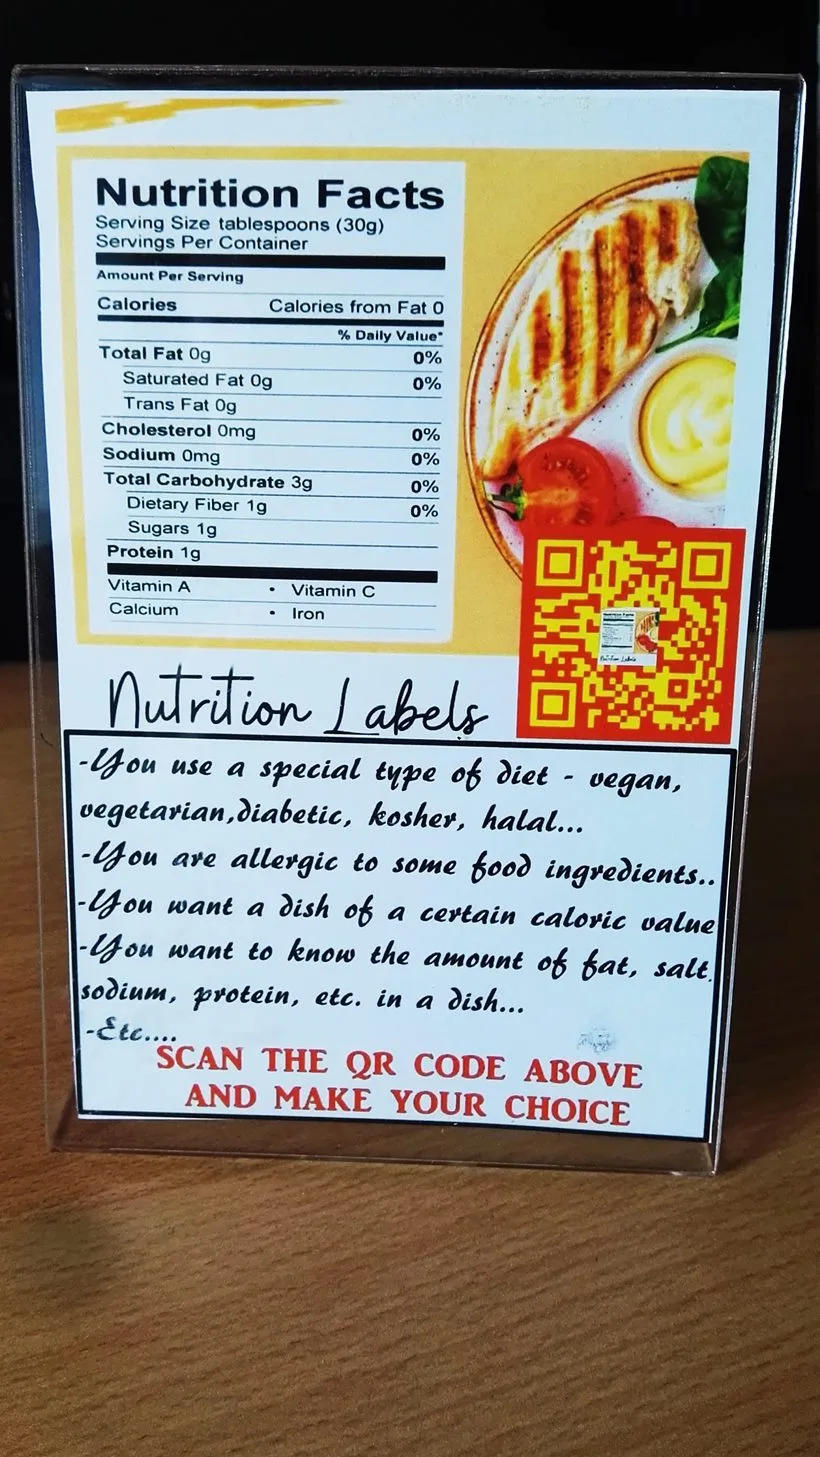 Nutrition Facts
Serving Size tablespoons (30g)
Servings Per Container
Amount Per Serving
Calories Calories from Fat 0
% Daily Value*
Total Fat 0g 0%
Saturated Fat 0g 0%
Trans Fat 0g
Cholesterol 0mg 0%
Sodium 0mg 0%
Total Carbohydrate 3g 0%
Dietary Fiber 1g 0%
Sugars 1g
Protein 1g
Vitamin A • Vitamin C
Calcium • Iron
Nutrition Labels
-You use a special type of diet - vegan,
vegetarian,diabetic, kosher, halal...
-You are allergic to some food ingredients..
-You want a dish of a certain caloric value
-You want to know the amount of fat, salt,
sodium, protein, etc. in a dish...
-Etc....
SCAN THE QR CODE ABOVE
AND MAKE YOUR CHOICE